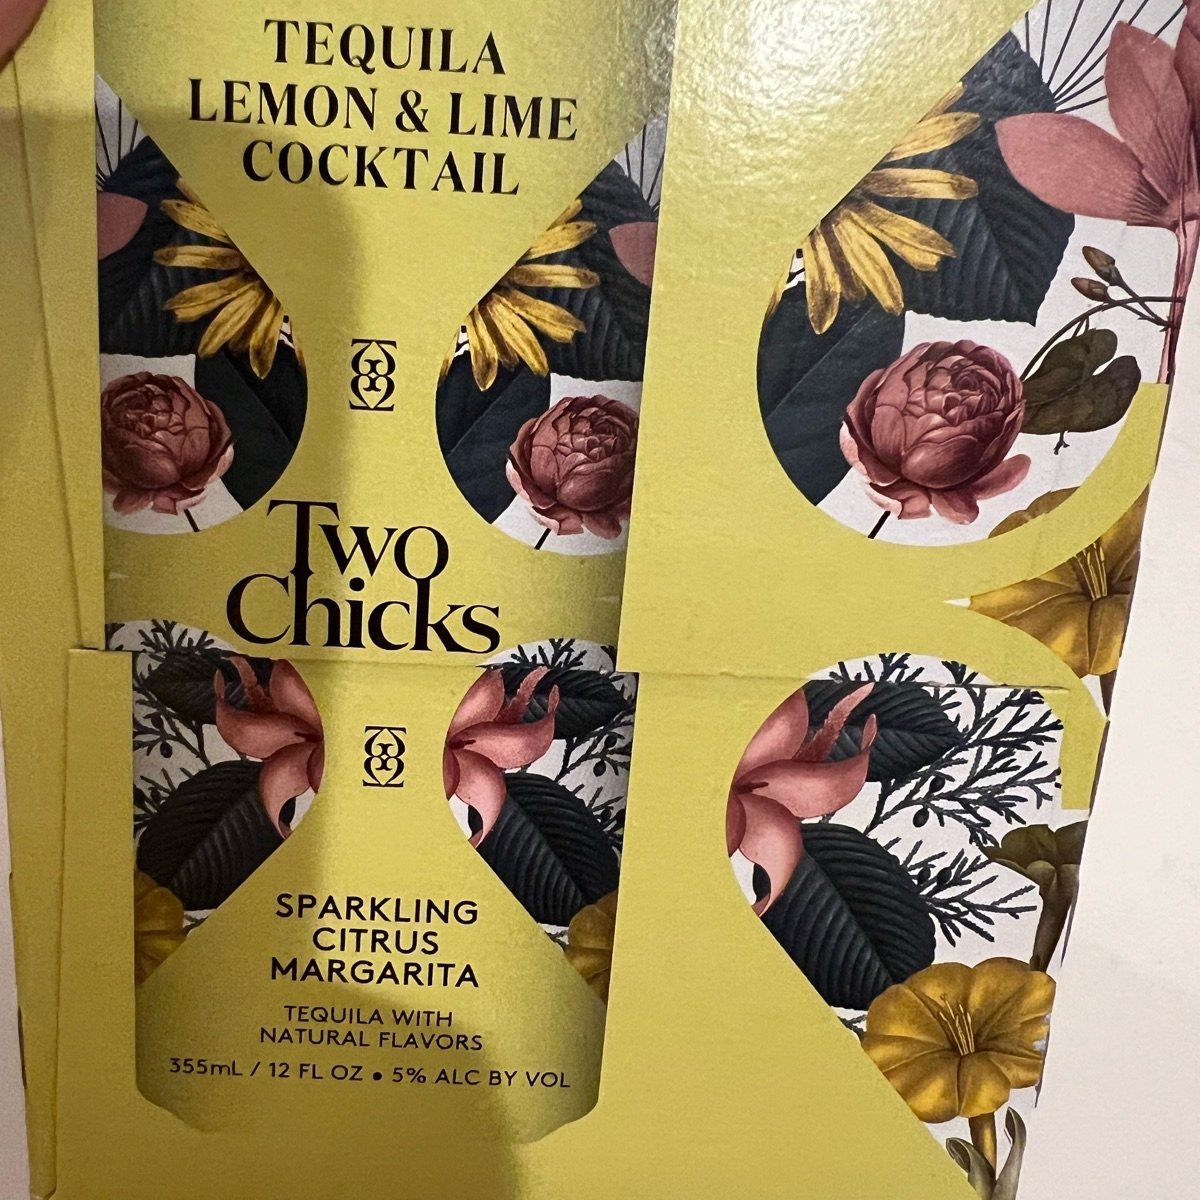 TEQUILA
LEMON & LIME
COCKTAIL
Two
Chicks
SPARKLING
CITRUS
MARGARITA
TEQUILA WITH
NATURAL FLAVORS
355mL / 12 FL OZ • 5% ALC BY VOL